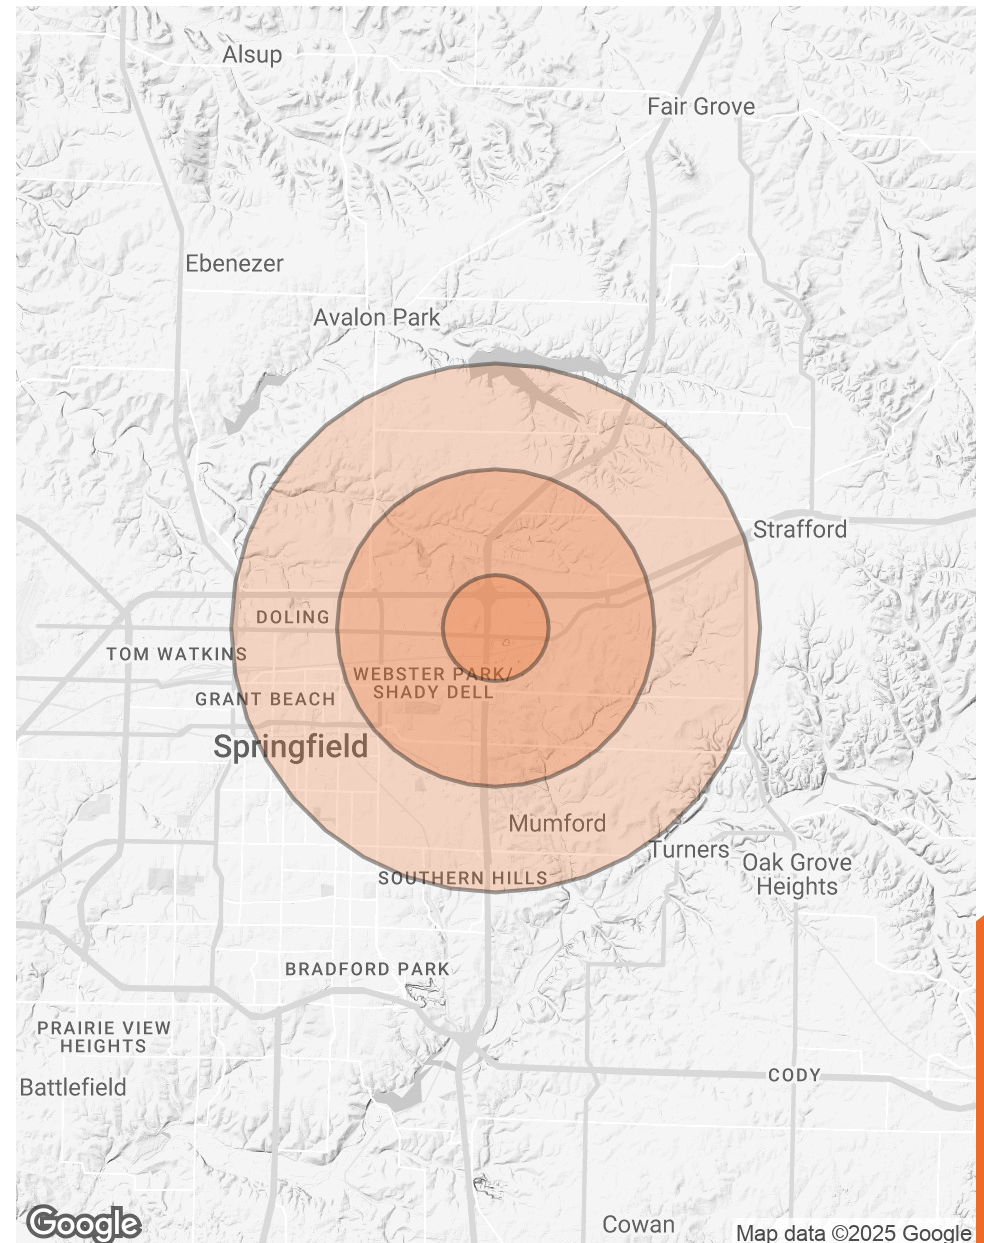 Alsup
Fair Grove
Ebenezer
Avalon Park
Strafford
DOLING
TOM WATKINS
WEBSTER PARK/
SHADY DELL
GRANT BEACH
Springfield
Mumford
Turners
Oak Grove
Heights
SOUTHERN HILLS
BRADFORD PARK
PRAIRIE VIEW
HEIGHTS
CODY
Battlefield
Cowan
Google
Map data ©2025 Google